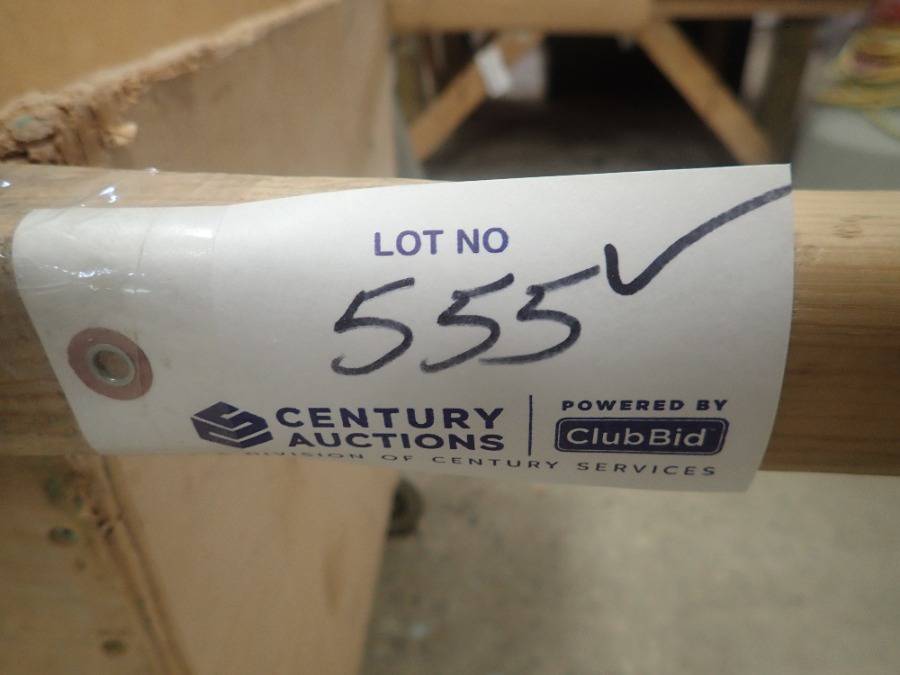 LOT NO
555✓
CENTURY AUCTIONS
POWERED BY
ClubBid
DIVISION OF CENTURY SERVICES